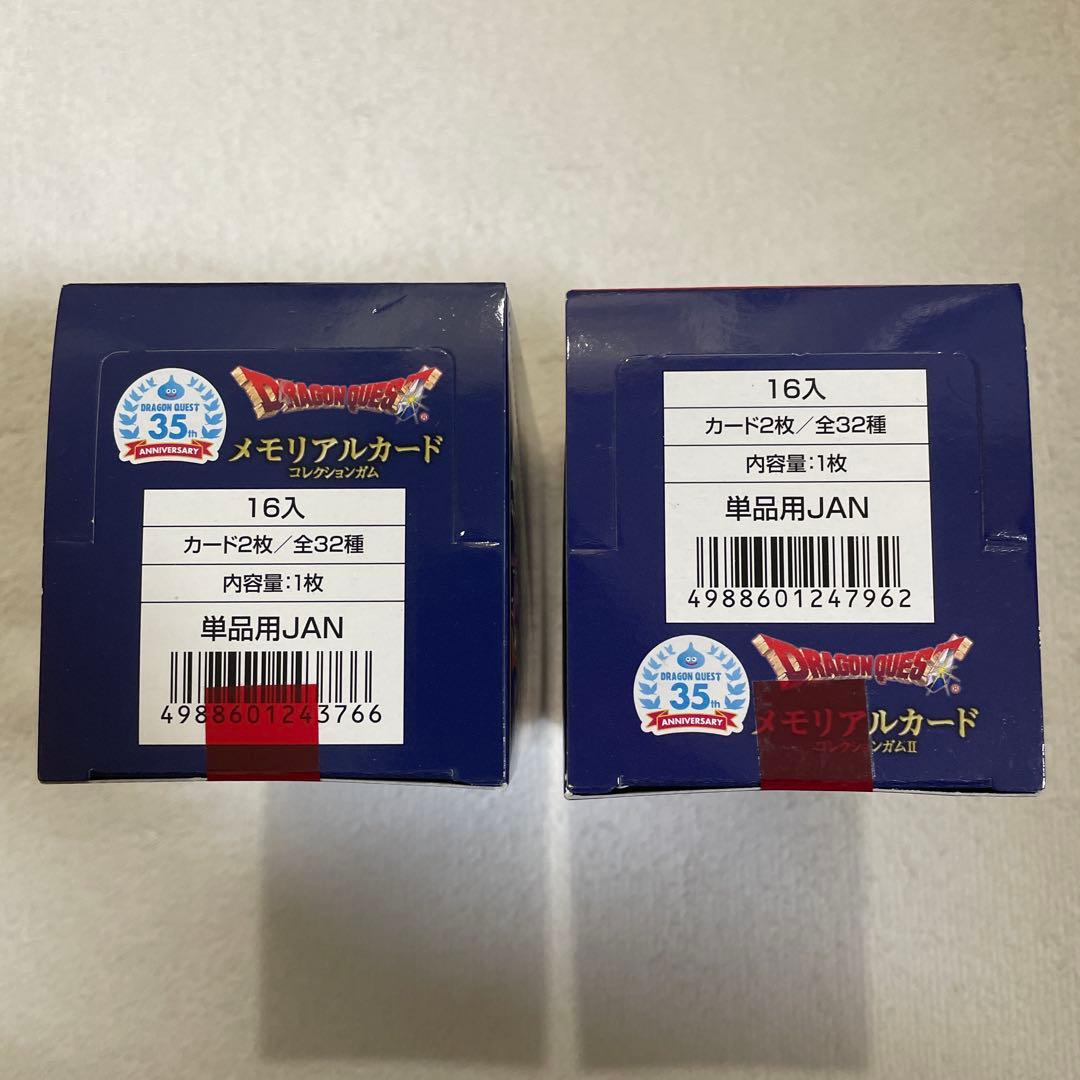 DRAGON QUEST
35th
ANNIVERSARY
DRAGON QUEST
メモリアルカード
コレクションガム
16入
カード2枚／全32種
内容量：1枚
単品用JAN
4988601243766
16入
カード2枚／全32種
内容量：1枚
単品用JAN
4988601247962
DRAGON QUEST
35th
ANNIVERSARY
DRAGON QUEST
メモリアルカード
コレクションガムII